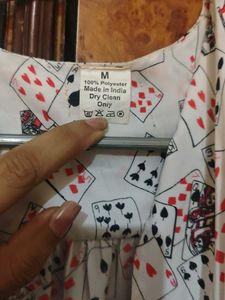 M
100% Polyester
Made in India
Dry Clean
Only